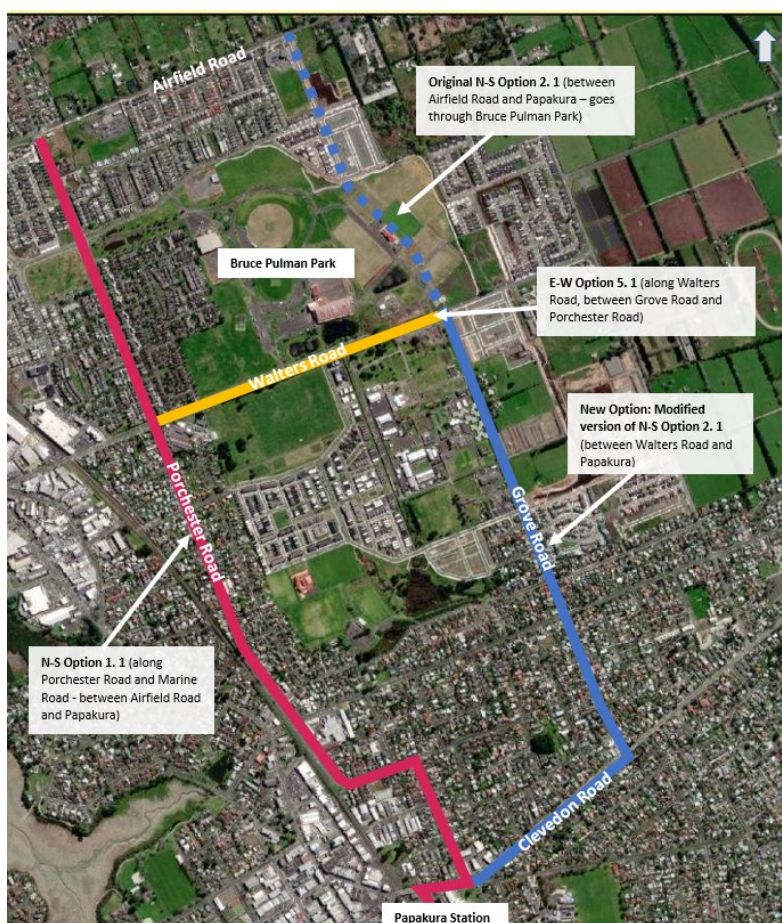 Airfield Road
Original N-S Option 2. 1 (between
Airfield Road and Papakura – goes
through Bruce Pulman Park)
Bruce Pulman Park
E-W Option 5. 1 (along Walters
Road, between Grove Road and
Porchester Road)
Walters Road
New Option: Modified
version of N-S Option 2. 1
(between Walters Road and
Papakura)
Porchester Road
Grove Road
N-S Option 1. 1 (along
Porchester Road and Marine
Road - between Airfield Road
and Papakura)
Clevedon Road
Papakura Station